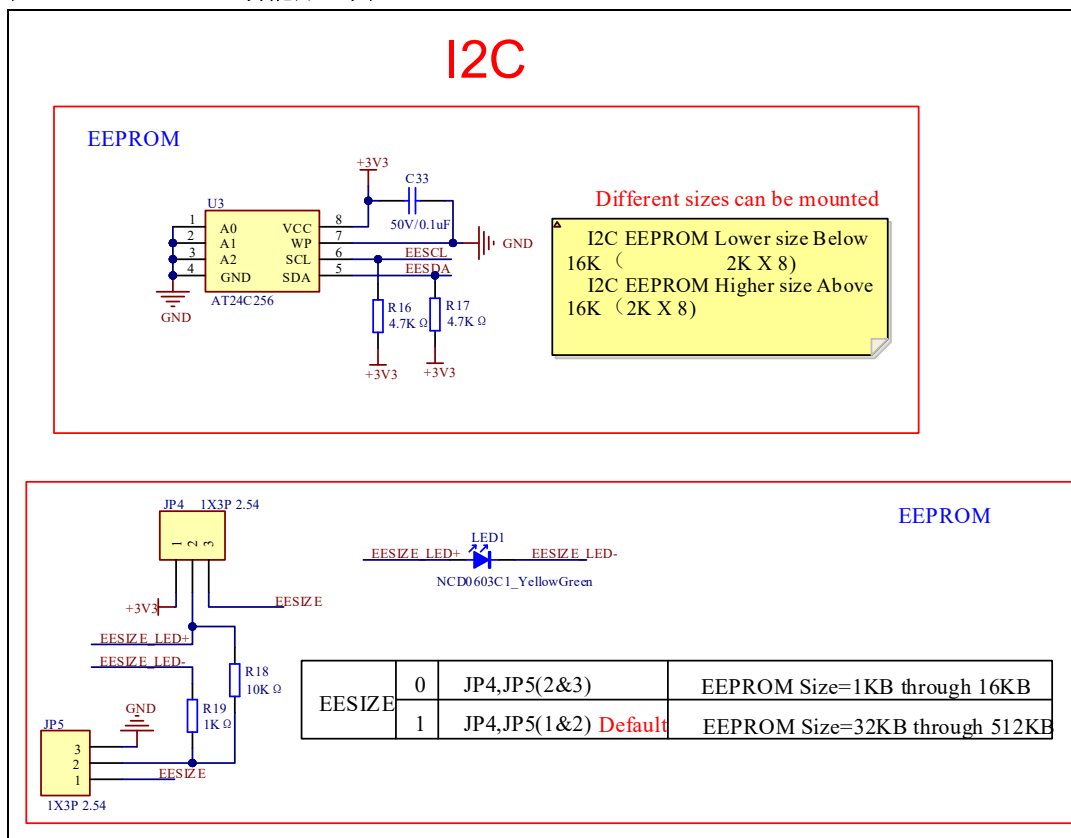 I2C
EEPROM
+3V3
C33
50V/0.1uF
U3
1 A0 VCC 8
2 A1 WP 7
3 A2 SCL 6 EESCL
4 GND SDA 5 EESDA
AT24C256
GND
GND
R16
4.7KΩ
R17
4.7KΩ
+3V3
+3V3
Different sizes can be mounted
I2C EEPROM Lower size Below
16K（ 2K X 8)
I2C EEPROM Higher size Above
16K（2K X 8)
EEPROM
JP4 1X3P 2.54
1 2 3
+3V3
EESIZE
EESIZE_LED+
EESIZE_LED-
R18
10KΩ
R19
1KΩ
GND
JP5
3
2
1
EESIZE
1X3P 2.54
LED1
EESIZE_LED+ EESIZE_LED-
NCD0603C1_YellowGreen
EESIZE
0 JP4,JP5(2&3) EEPROM Size=1KB through 16KB
1 JP4,JP5(1&2) Default EEPROM Size=32KB through 512KB